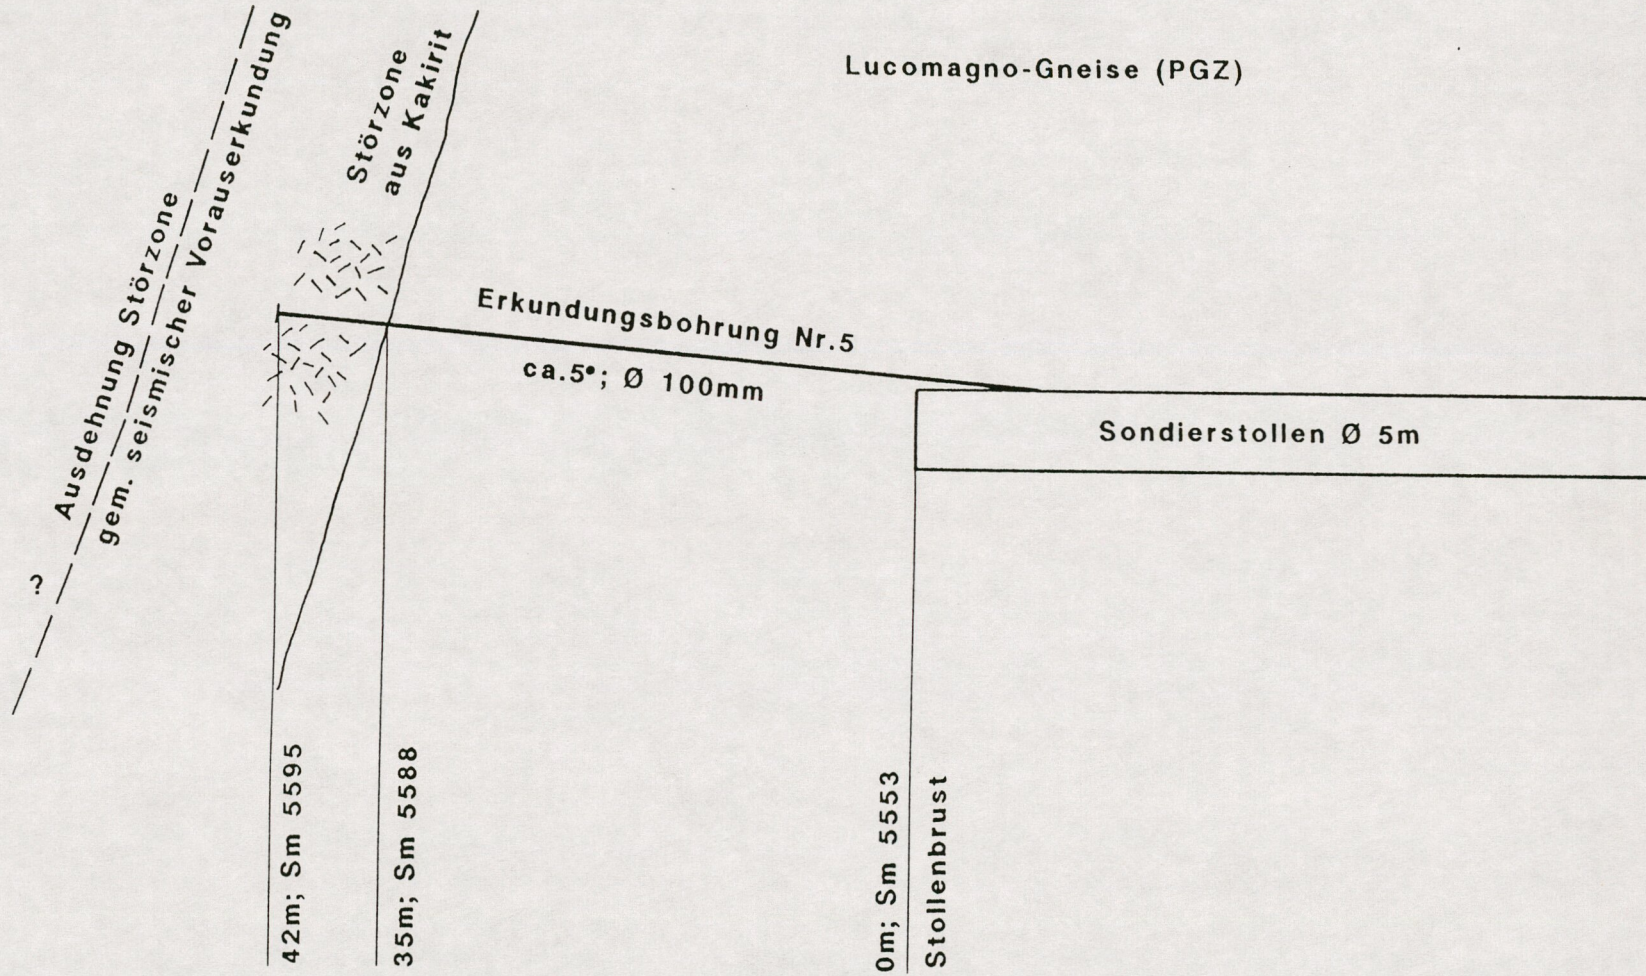 Lucomagno-Gneise (PGZ)
Störzone
aus Kakirit
Ausdehnung Störzone
gem. seismischer Vorauserkundung
?
Erkundungsbohrung Nr.5
ca.5°; Ø 100mm
Sondierstollen Ø 5m
42m; Sm 5595
35m; Sm 5588
0m; Sm 5553
Stollenbrust